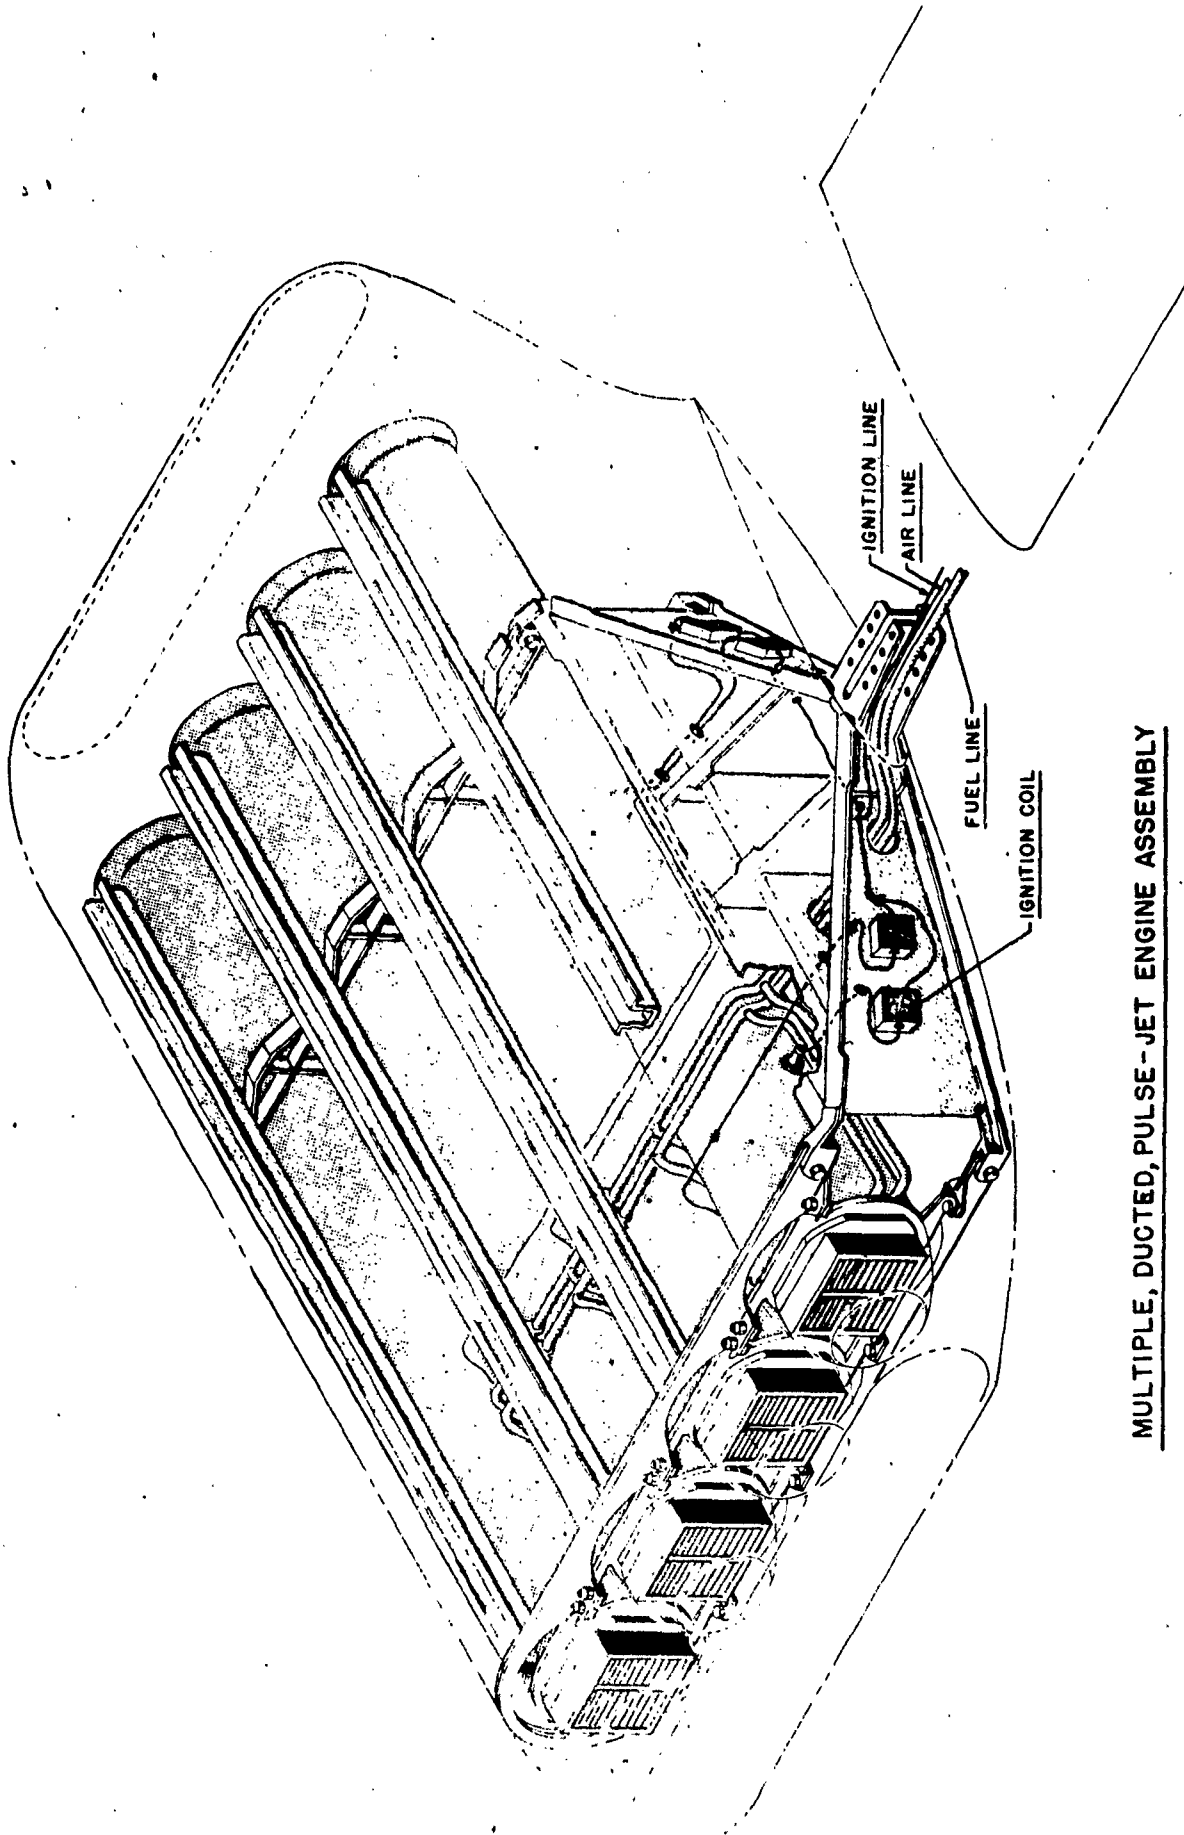 IGNITION LINE
AIR LINE
FUEL LINE
IGNITION COIL
MULTIPLE, DUCTED, PULSE-JET ENGINE ASSEMBLY